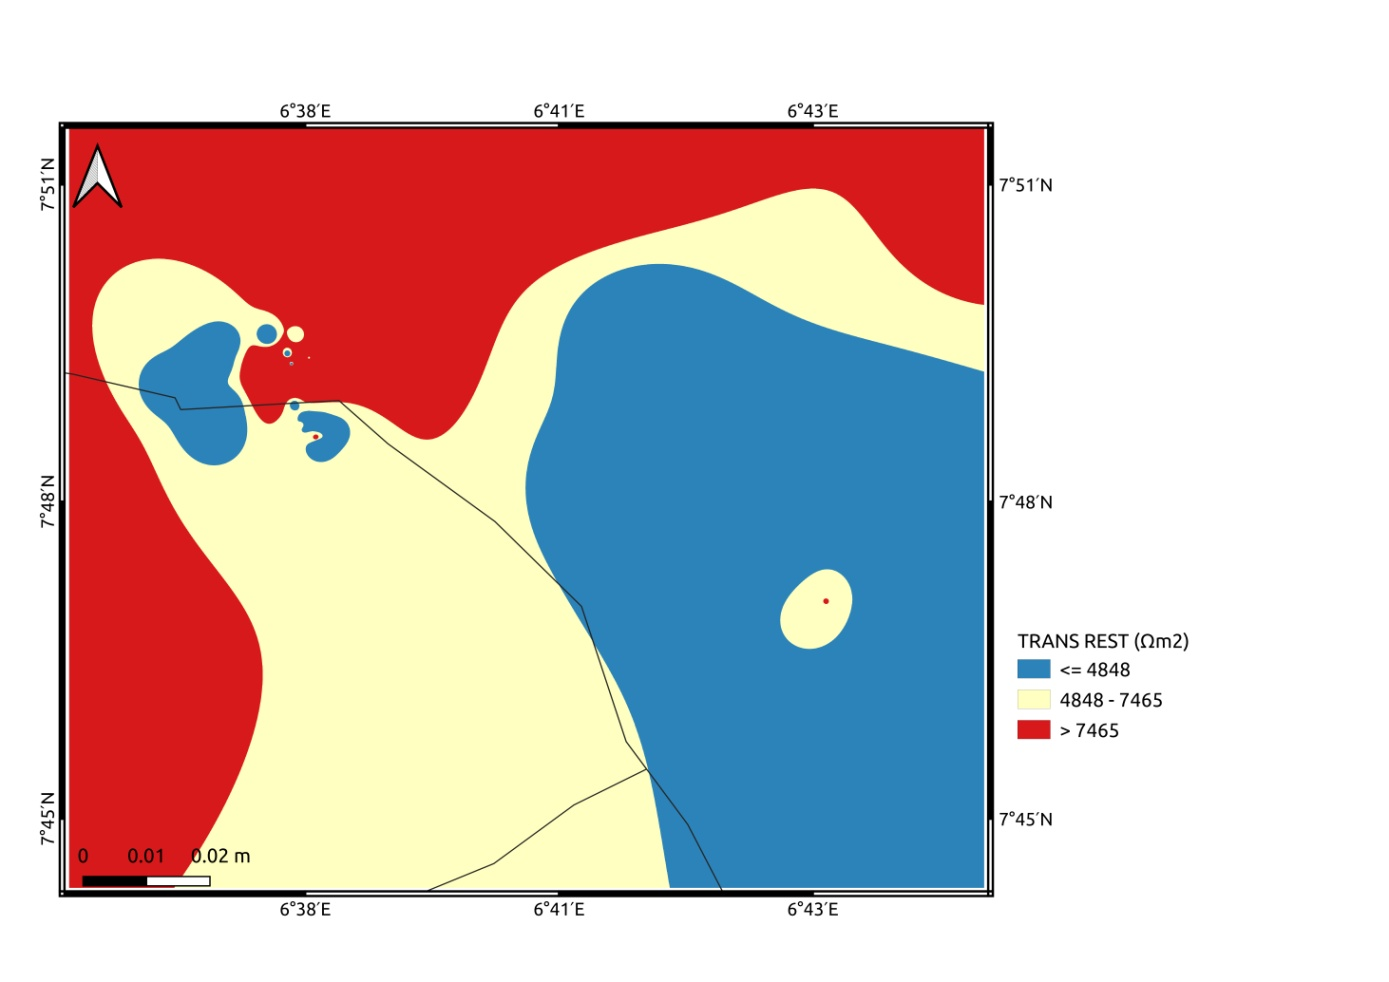 6°38′E 6°41′E 6°43′E
7°51′N 7°51′N
7°48′N 7°48′N
7°45′N 7°45′N
TRANS REST (Ωm2)
<= 4848
4848 - 7465
> 7465
0 0.01 0.02 m
6°38′E 6°41′E 6°43′E